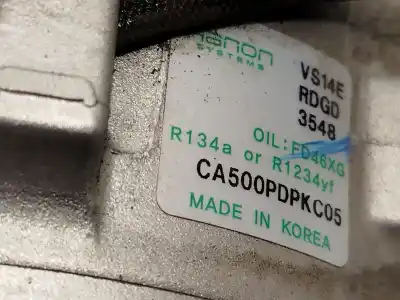 SYSTEMS
VS14E
RDGD
3548
OIL: FD46XG
R134a or R1234yf
CA500PDPKC05
MADE IN KOREA